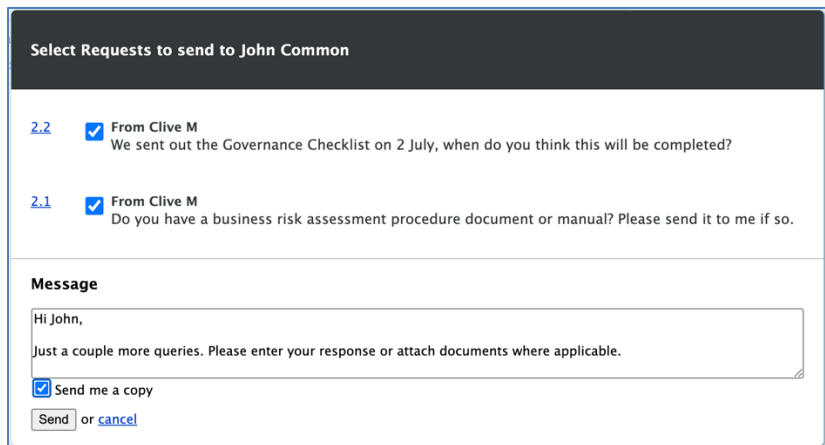 Select Requests to send to John Common
2.2 From Clive M
We sent out the Governance Checklist on 2 July, when do you think this will be completed?
2.1 From Clive M
Do you have a business risk assessment procedure document or manual? Please send it to me if so.
Message
Hi John,
Just a couple more queries. Please enter your response or attach documents where applicable.
Send me a copy
Send or cancel